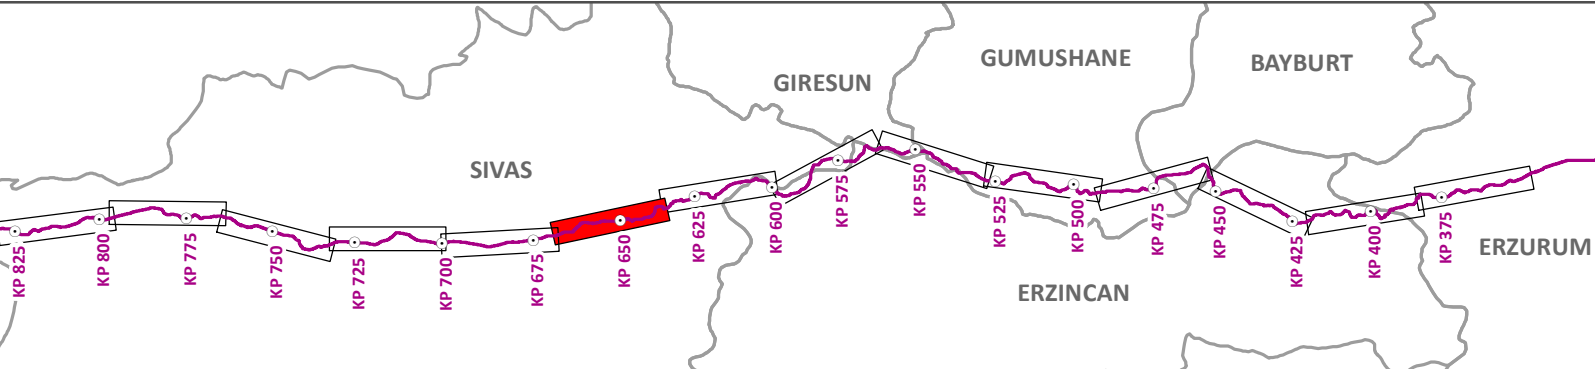 GUMUSHANE
BAYBURT
GIRESUN
SIVAS
ERZURUM
ERZINCAN
KP 825
KP 800
KP 775
KP 750
KP 725
KP 700
KP 675
KP 650
KP 625
KP 600
KP 575
KP 550
KP 525
KP 500
KP 475
KP 450
KP 425
KP 400
KP 375